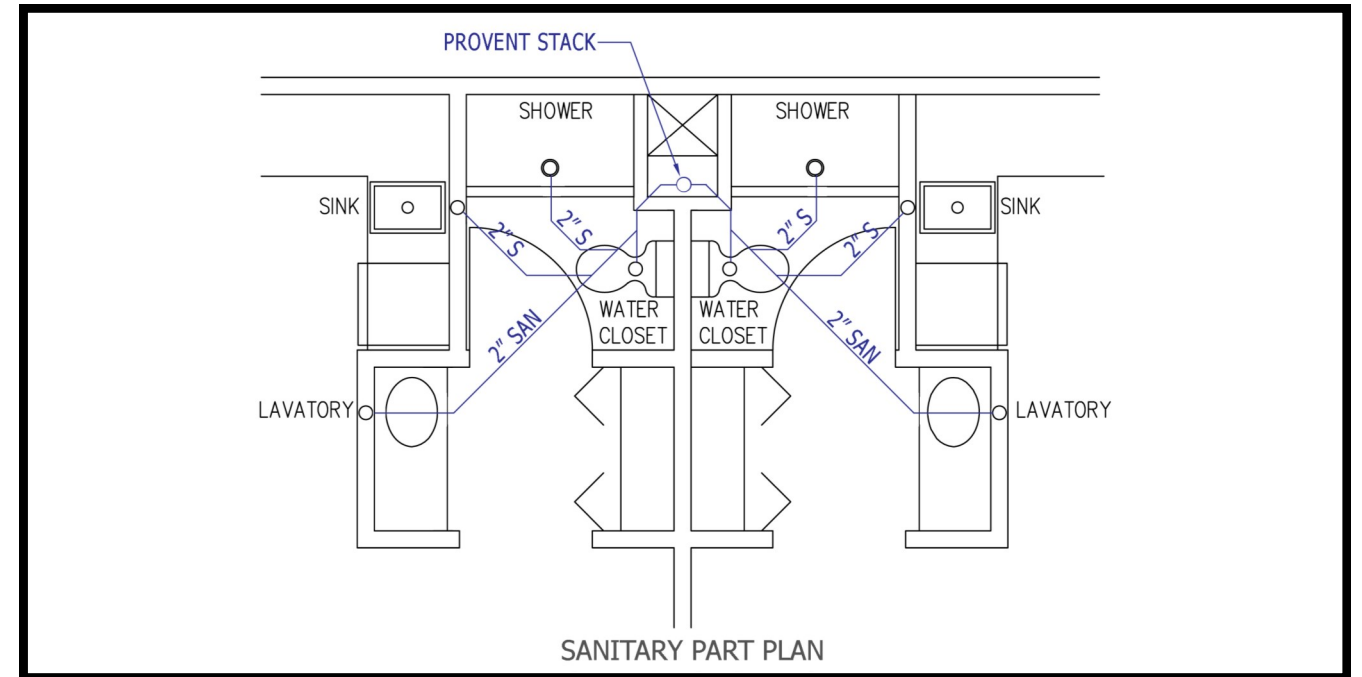 PROVENT STACK
SHOWER
SHOWER
SINK
SINK
2" S
2" S
2" S
2" S
WATER
CLOSET
WATER
CLOSET
2" SAN
2" SAN
LAVATORY
LAVATORY
SANITARY PART PLAN